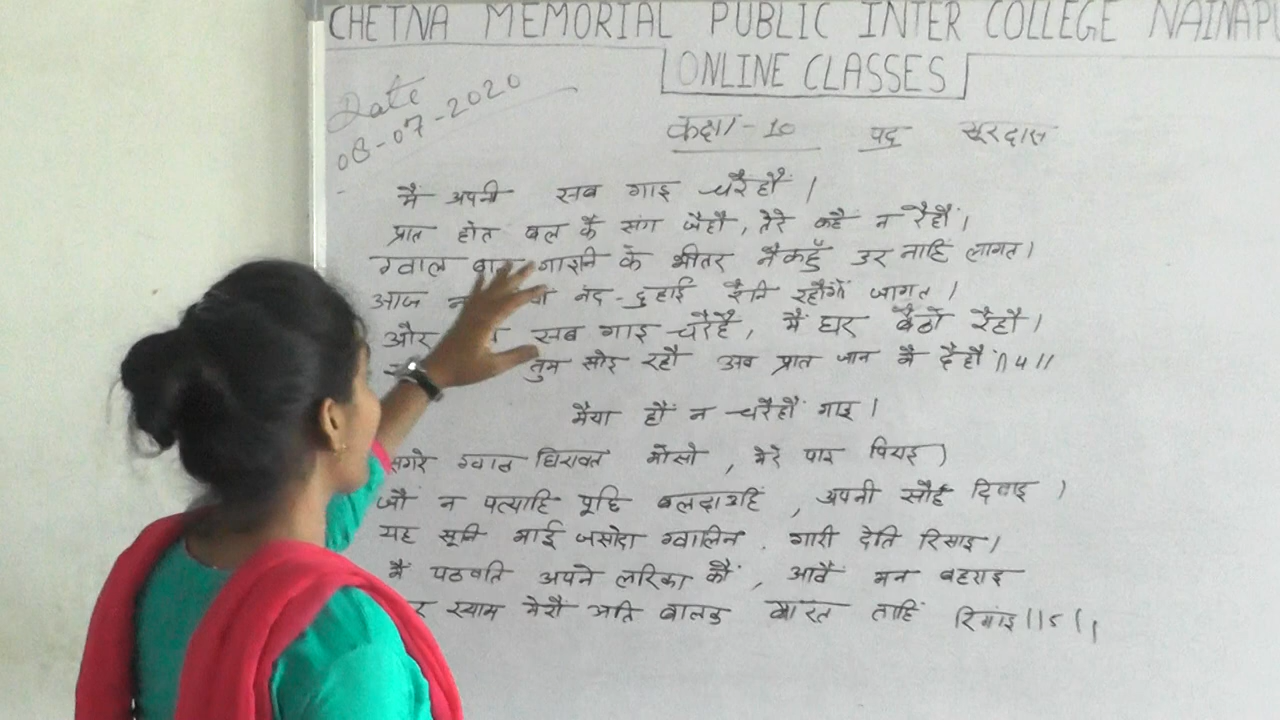 CHETNA MEMORIAL PUBLIC INTER COLLEGE NAINAPU
ONLINE CLASSES
Date
08-07-2020
कक्षा-10 पद सूरदास
मैं अपनी सब गाइ चरैहौं ।
प्रात होत बल कै संग जैहौं, तेरे कहैं न रैहौं ।
ग्वाल बाल गाइनि के भीतर नैकहुँ डर नाहि लागत ।
आज न नंद-दुहाई रैनि रहौगों जागत ।
और सब गाइ चरैहैं, मैं घर बैठो रैहौं ।
तुम सोइ रहौ अब प्रात जान मैं दैहौं ॥4॥
मैया हौं न चरैहौं गाइ ।
सगरे ग्वाल घिरावत मोसो, मेरे पाइ पिराइ ।
जौं न पत्याहि पूछि बलदाउहिं, अपनी सौहँ दिवाइ ।
यह सुनि माई जसोदा ग्वालिन, गारी देति रिसाइ ।
मैं पठवति अपने लरिका कौं, आवैं मन बहराइ
स्याम मेरौ अति बालक मारत ताहिं रिगांइ ॥5॥